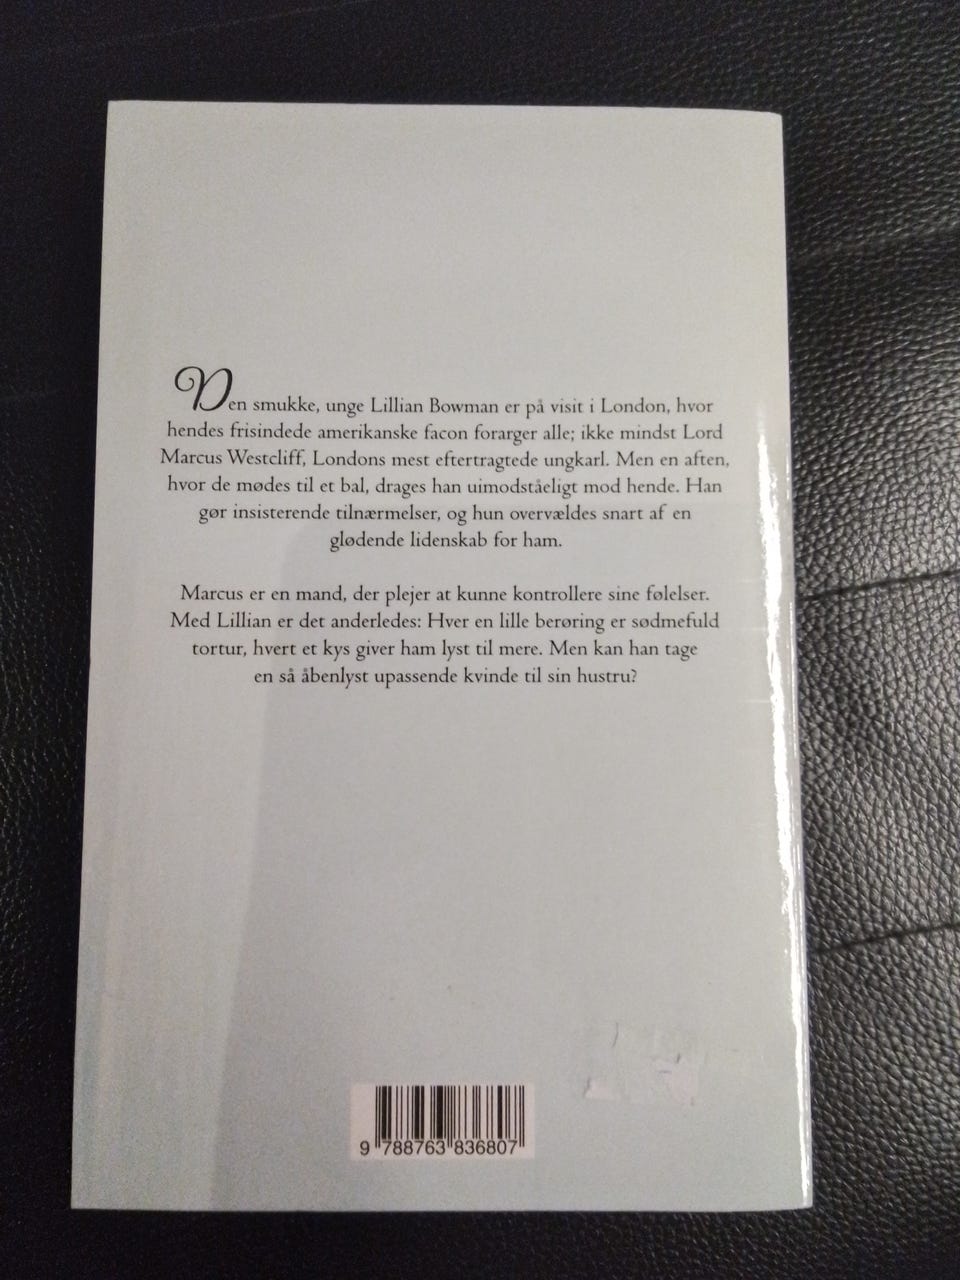 Den smukke, unge Lillian Bowman er på visit i London, hvor
hendes frisindede amerikanske facon forarger alle; ikke mindst Lord
Marcus Westcliff, Londons mest eftertragtede ungkarl. Men en aften,
hvor de mødes til et bal, drages han uimodståeligt mod hende. Han
gør insisterende tilnærmelser, og hun overvældes snart af en
glødende lidenskab for ham.
Marcus er en mand, der plejer at kunne kontrollere sine følelser.
Med Lillian er det anderledes: Hver en lille berøring er sødmefuld
tortur, hvert et kys giver ham lyst til mere. Men kan han tage
en så åbenlyst upassende kvinde til sin hustru?
9 788763 836807